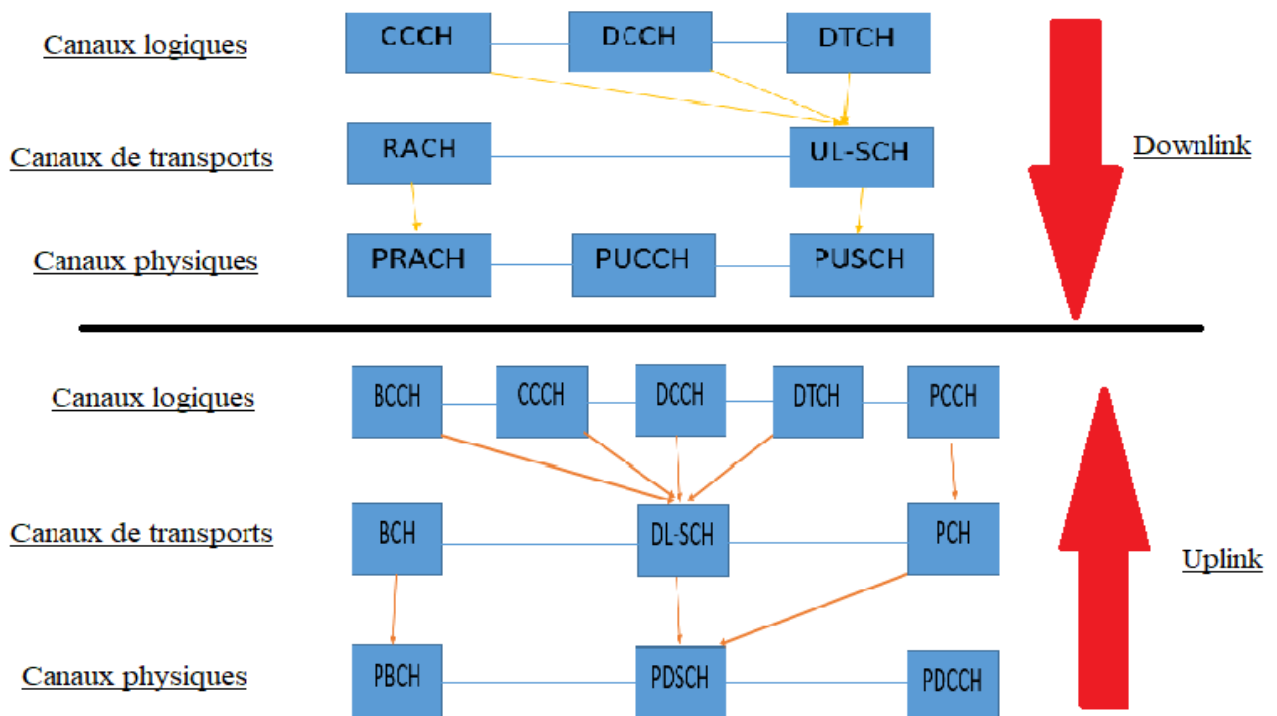 Canaux logiques CCCH DCCH DTCH
Canaux de transports RACH UL-SCH
Downlink
Canaux physiques PRACH PUCCH PUSCH
Canaux logiques BCCH CCCH DCCH DTCH PCCH
Canaux de transports BCH DL-SCH PCH
Uplink
Canaux physiques PBCH PDSCH PDCCH